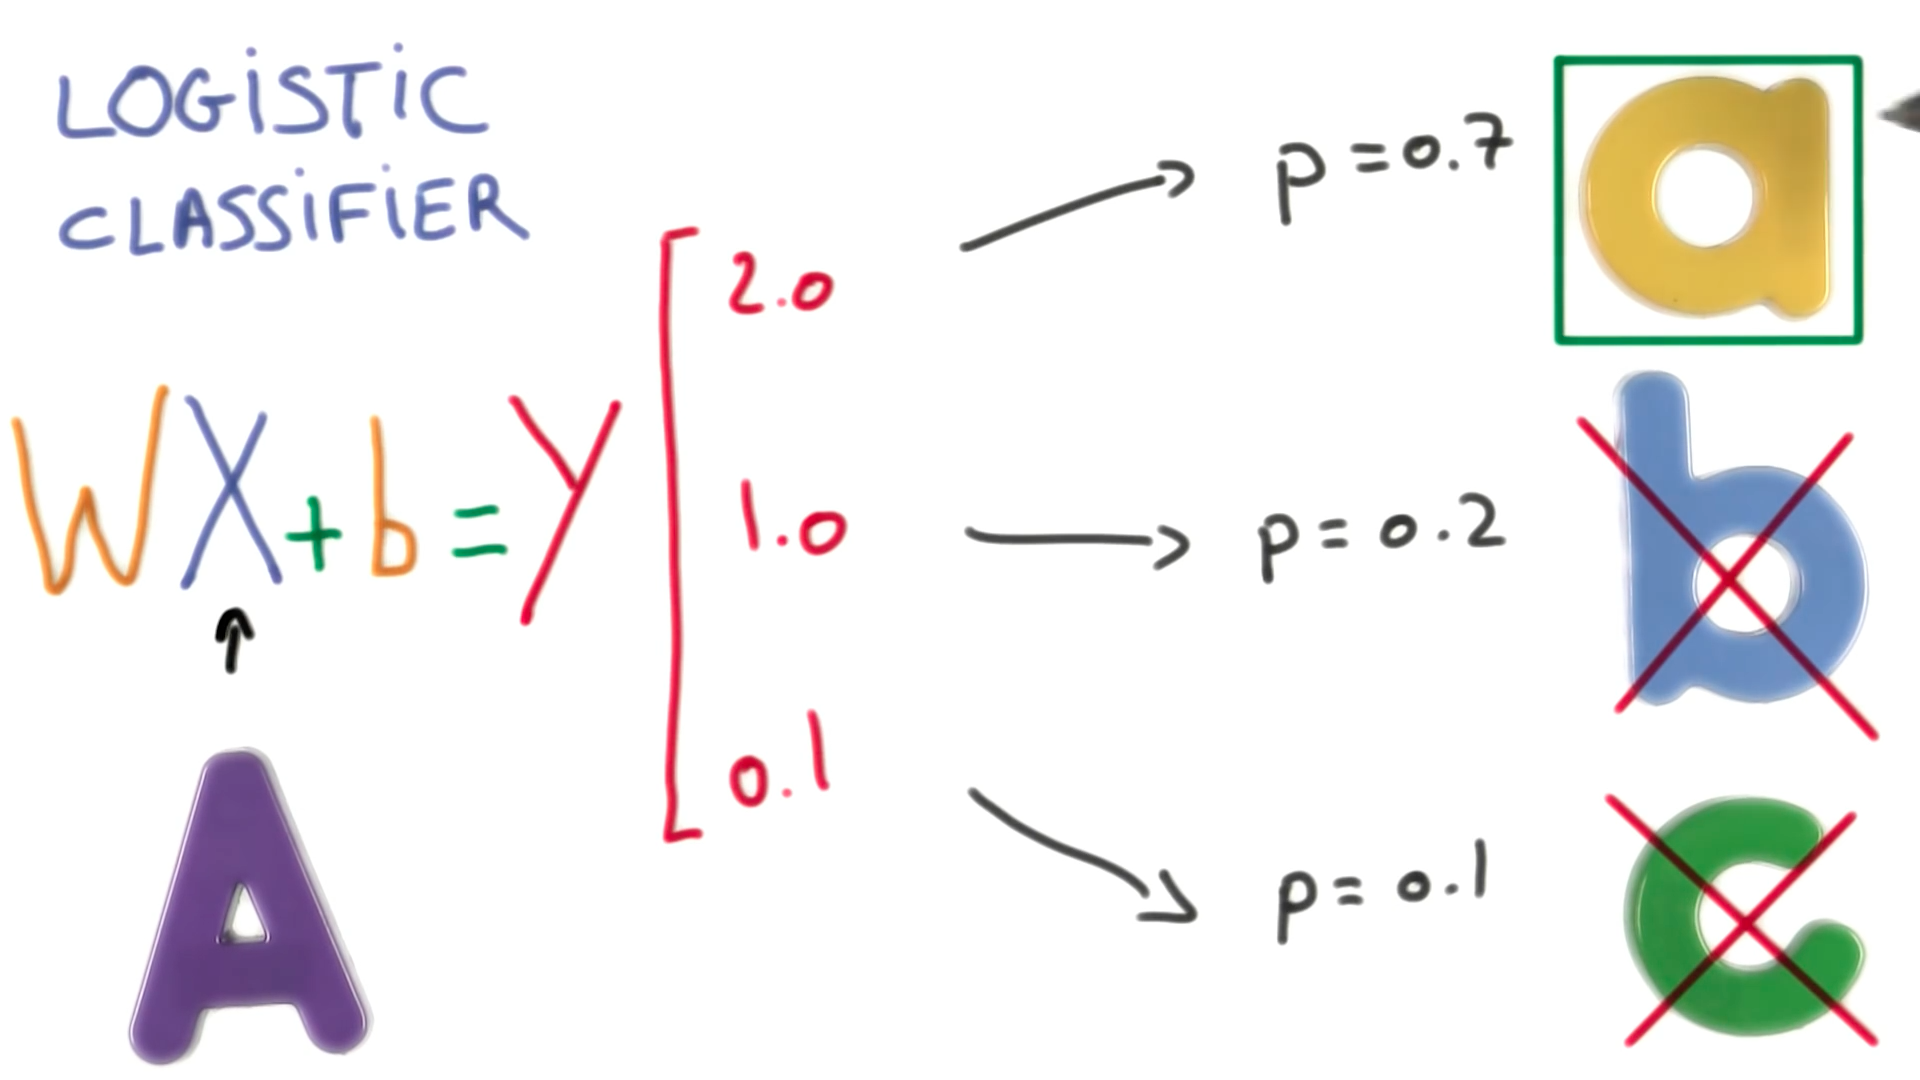 LOGISTIC
CLASSIFIER
WX + b = Y
2.0
1.0
0.1
p = 0.7
p = 0.2
p = 0.1
a
b
c
A